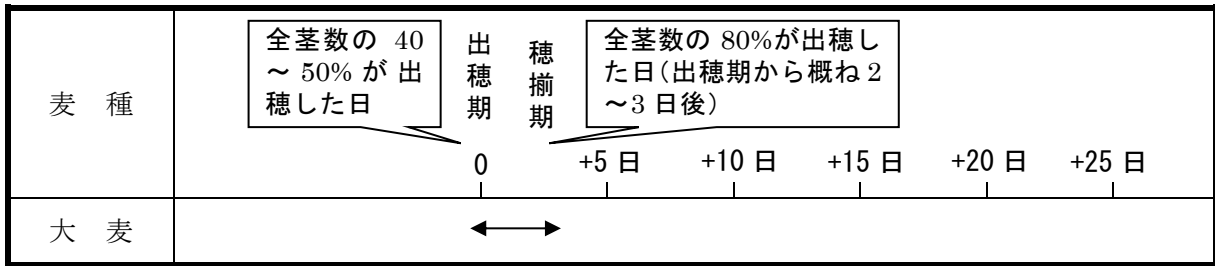 全茎数の 40
～ 50% が 出
穂した日
出穂期
穂揃期
全茎数の 80%が出穂し
た日(出穂期から概ね 2
～3 日後)
麦 種
0 +5 日 +10 日 +15 日 +20 日 +25 日
大 麦